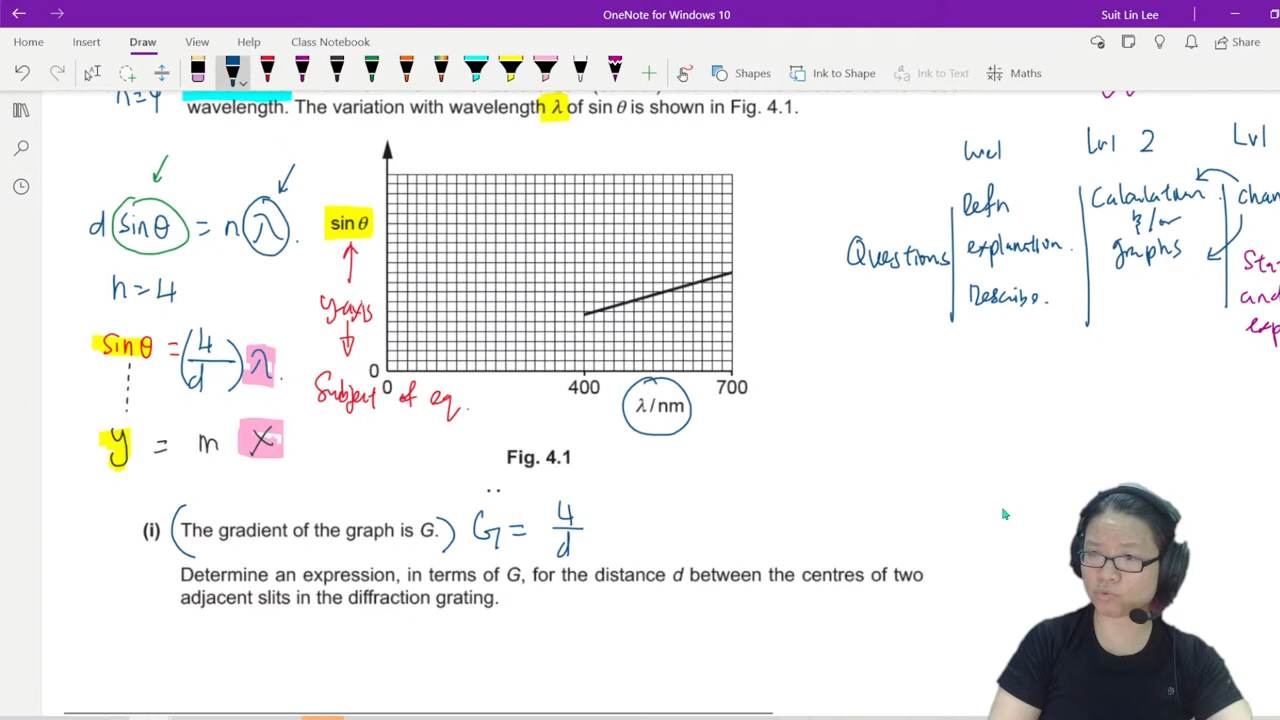 OneNote for Windows 10
Suit Lin Lee
Home Insert Draw View Help Class Notebook
Share
Shapes Ink to Shape Ink to Text Maths
n=4
wavelength. The variation with wavelength λ of sin θ is shown in Fig. 4.1.
d sinθ = nλ.
n=4
sinθ = (4/d) λ.
y = m x
sin θ
y axis
Subject of eq.
0
0 400 700
λ/nm
Fig. 4.1
Questions
Lvl 2
Lvl
Defn
explanation.
Describe.
Calculation
&/or
graphs
(i) (The gradient of the graph is G.) G = 4/d
Determine an expression, in terms of G, for the distance d between the centres of two
adjacent slits in the diffraction grating.